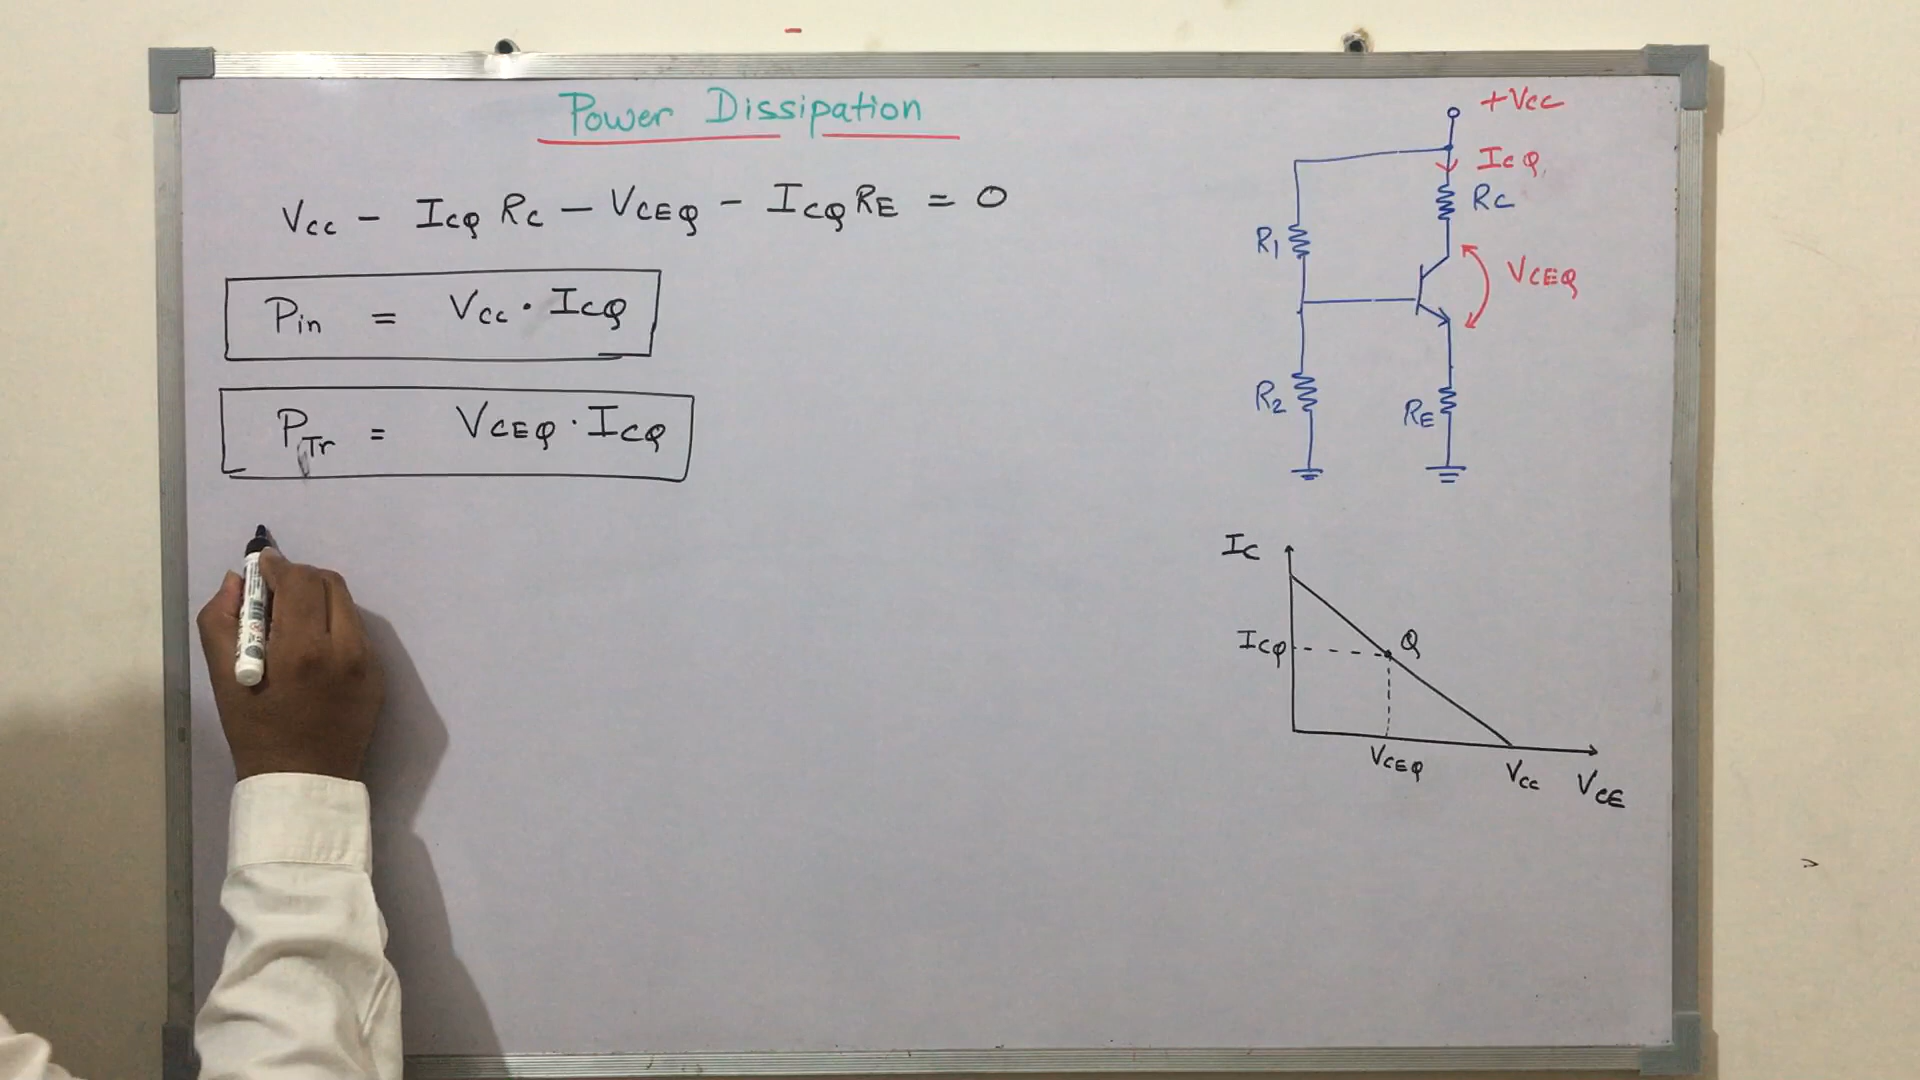 Power Dissipation
Vcc - ICQ RC - VCEQ - ICQ RE = 0
Pin = Vcc · ICQ
PTr = VCEQ · ICQ
+Vcc
ICQ
RC
R1
VCEQ
R2
RE
IC
ICQ
Q
VCEQ
Vcc
VCE